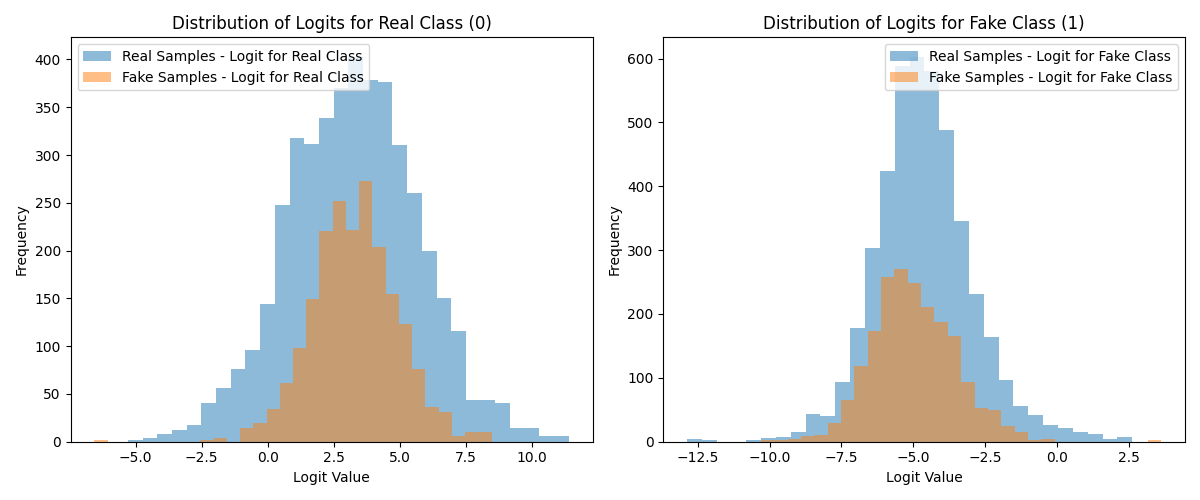 Distribution of Logits for Real Class (0)
Real Samples - Logit for Real Class
Fake Samples - Logit for Real Class
Frequency
400
350
300
250
200
150
100
50
0
−5.0 −2.5 0.0 2.5 5.0 7.5 10.0
Logit Value
Distribution of Logits for Fake Class (1)
Real Samples - Logit for Fake Class
Fake Samples - Logit for Fake Class
Frequency
600
500
400
300
200
100
0
−12.5 −10.0 −7.5 −5.0 −2.5 0.0 2.5
Logit Value